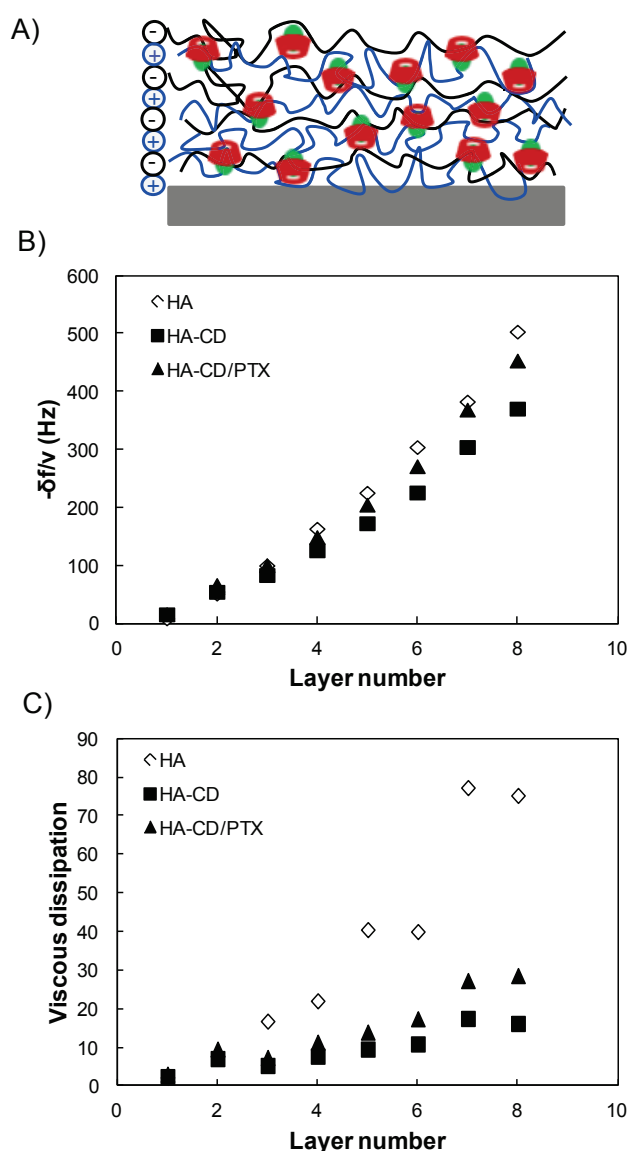 A)
-
+
-
+
-
+
-
+
B)
600
500
400
300
200
100
0
-δf/ν (Hz)
HA
HA-CD
HA-CD/PTX
0 2 4 6 8 10
Layer number
C)
90
80
70
60
50
40
30
20
10
0
Viscous dissipation
HA
HA-CD
HA-CD/PTX
0 2 4 6 8 10
Layer number